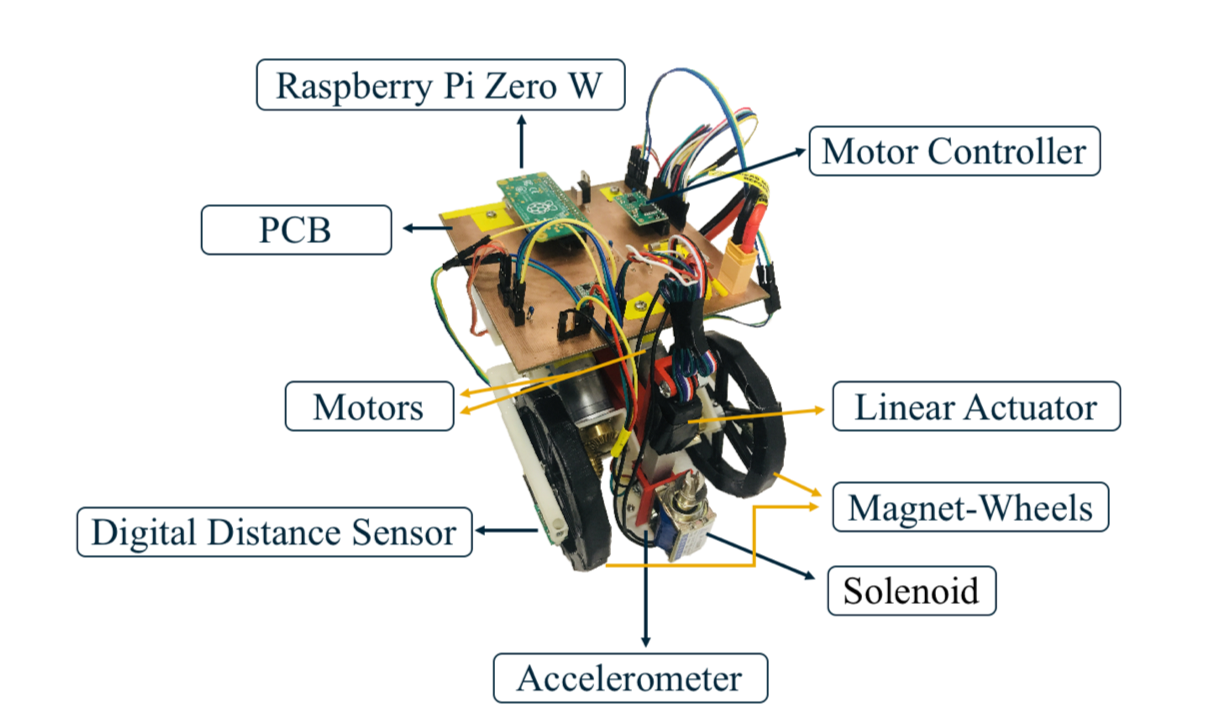 Raspberry Pi Zero W
Motor Controller
PCB
Motors
Linear Actuator
Magnet-Wheels
Digital Distance Sensor
Solenoid
Accelerometer